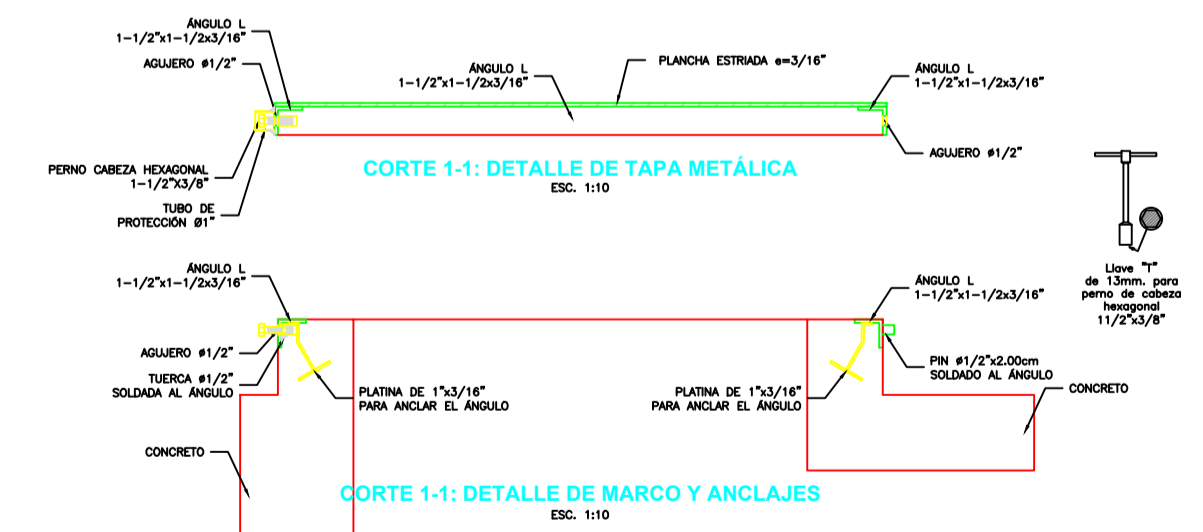 ÁNGULO L
1-1/2"x1-1/2x3/16"
AGUJERO ø1/2"
ÁNGULO L
1-1/2"x1-1/2x3/16"
PLANCHA ESTRIADA e=3/16"
ÁNGULO L
1-1/2"x1-1/2x3/16"
AGUJERO ø1/2"
PERNO CABEZA HEXAGONAL
1-1/2"X3/8"
TUBO DE
PROTECCIÓN Ø1"
CORTE 1-1: DETALLE DE TAPA METÁLICA
ESC. 1:10
Llave "T"
de 13mm. para
perno de cabeza
hexagonal
11/2"x3/8"
ÁNGULO L
1-1/2"x1-1/2x3/16"
AGUJERO ø1/2"
TUERCA ø1/2"
SOLDADA AL ÁNGULO
PLATINA DE 1"x3/16"
PARA ANCLAR EL ÁNGULO
PLATINA DE 1"x3/16"
PARA ANCLAR EL ÁNGULO
ÁNGULO L
1-1/2"x1-1/2x3/16"
PIN ø1/2"x2.00cm
SOLDADO AL ÁNGULO
CONCRETO
CONCRETO
CORTE 1-1: DETALLE DE MARCO Y ANCLAJES
ESC. 1:10